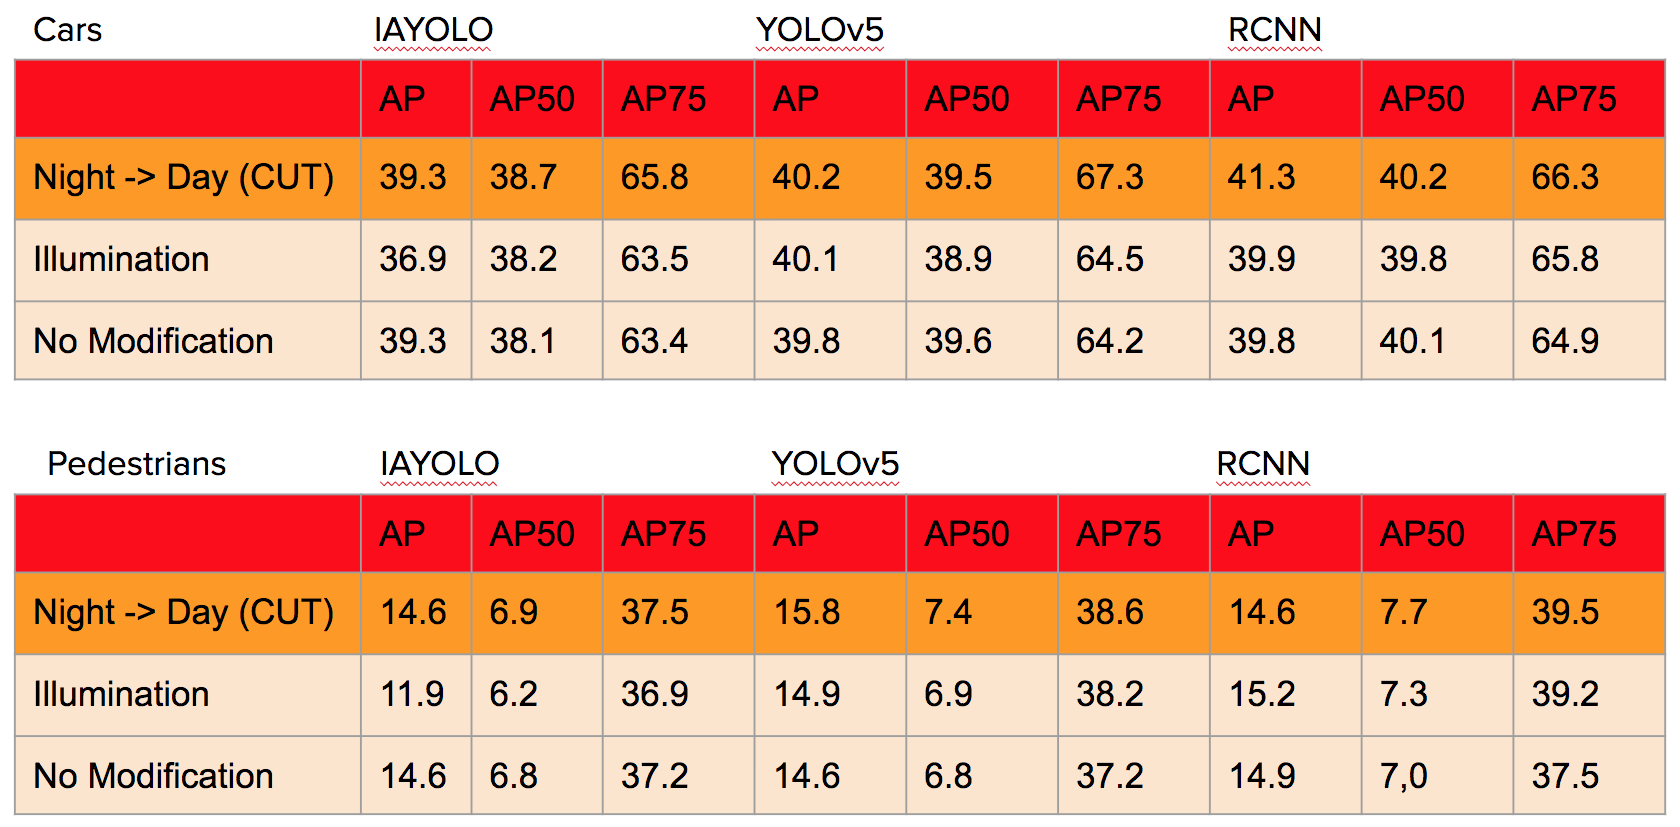 Cars IAYOLO YOLOv5 RCNN
AP AP50 AP75 AP AP50 AP75 AP AP50 AP75
Night -> Day (CUT) 39.3 38.7 65.8 40.2 39.5 67.3 41.3 40.2 66.3
Illumination 36.9 38.2 63.5 40.1 38.9 64.5 39.9 39.8 65.8
No Modification 39.3 38.1 63.4 39.8 39.6 64.2 39.8 40.1 64.9
Pedestrians IAYOLO YOLOv5 RCNN
AP AP50 AP75 AP AP50 AP75 AP AP50 AP75
Night -> Day (CUT) 14.6 6.9 37.5 15.8 7.4 38.6 14.6 7.7 39.5
Illumination 11.9 6.2 36.9 14.9 6.9 38.2 15.2 7.3 39.2
No Modification 14.6 6.8 37.2 14.6 6.8 37.2 14.9 7,0 37.5